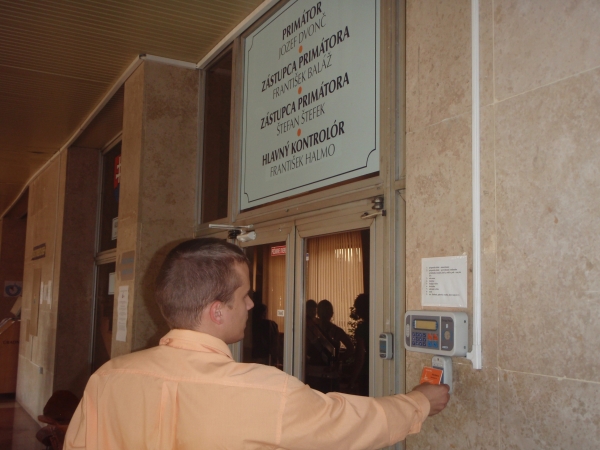 PRIMÁTOR
JOZEF DVONČ
ZÁSTUPCA PRIMÁTORA
FRANTIŠEK BALÁŽ
ZÁSTUPCA PRIMÁTORA
ŠTEFAN ŠTEFEK
HLAVNÝ KONTROLÓR
FRANTIŠEK HALMO